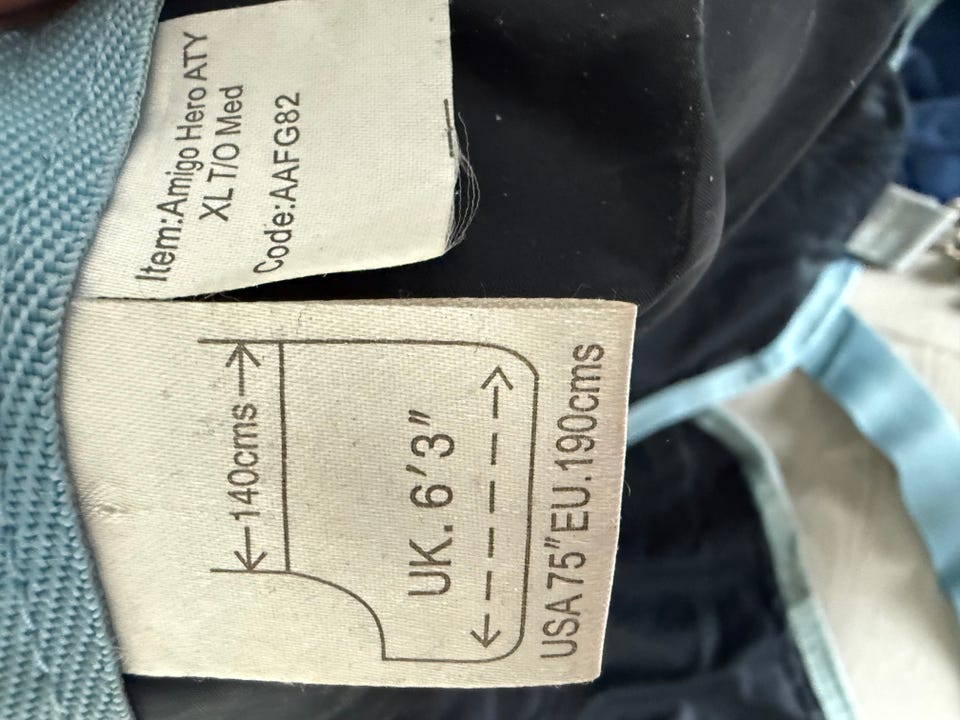 Item:Amigo Hero ATY
XL T/O Med
Code:AAFG82
140cms
UK. 6'3"
USA 75"EU.190cms